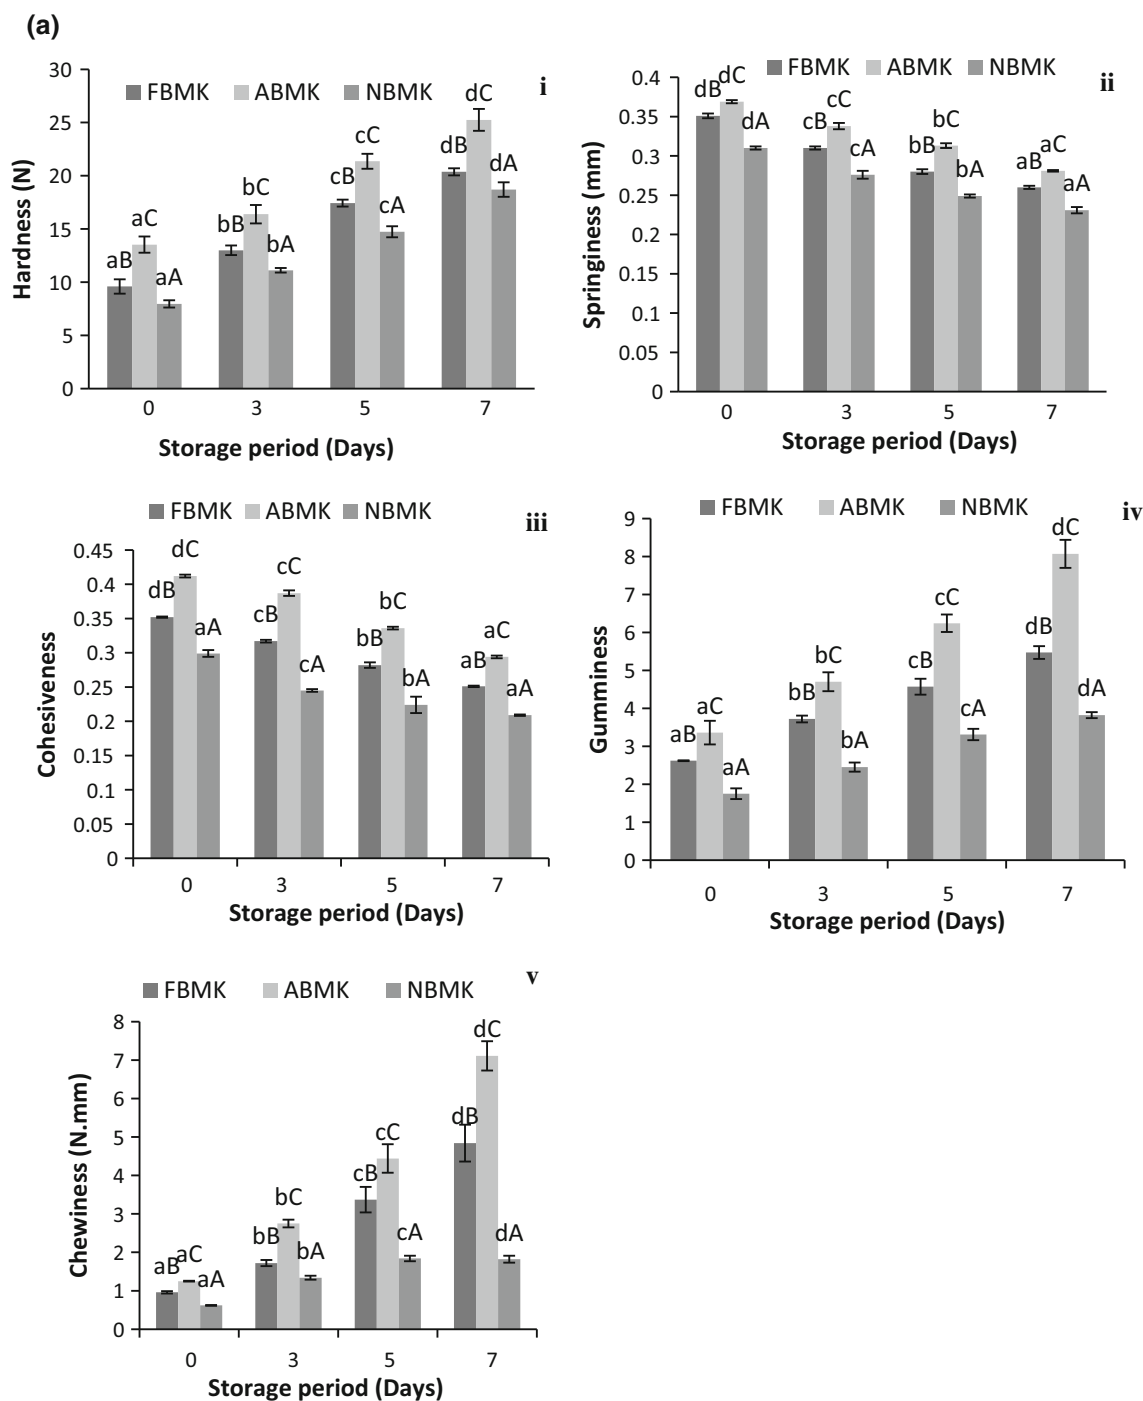 (a)
i
FBMK ABMK NBMK
Hardness (N)
30
25
20
15
10
5
0
aB aC aA
bB bC bA
cB cC cA
dB dC dA
0 3 5 7
Storage period (Days)
ii
FBMK ABMK NBMK
Springiness (mm)
0.4
0.35
0.3
0.25
0.2
0.15
0.1
0.05
0
dB dC dA
cB cC cA
bB bC bA
aB aC aA
0 3 5 7
Storage period (Days)
iii
FBMK ABMK NBMK
Cohesiveness
0.45
0.4
0.35
0.3
0.25
0.2
0.15
0.1
0.05
0
dB dC aA
cB cC cA
bB bC bA
aB aC aA
0 3 5 7
Storage period (Days)
iv
FBMK ABMK NBMK
Gumminess
9
8
7
6
5
4
3
2
1
0
aB aC aA
bB bC bA
cB cC cA
dB dC dA
0 3 5 7
Storage period (Days)
v
FBMK ABMK NBMK
Chewiness (N.mm)
8
7
6
5
4
3
2
1
0
aB aC aA
bB bC bA
cB cC cA
dB dC dA
0 3 5 7
Storage period (Days)